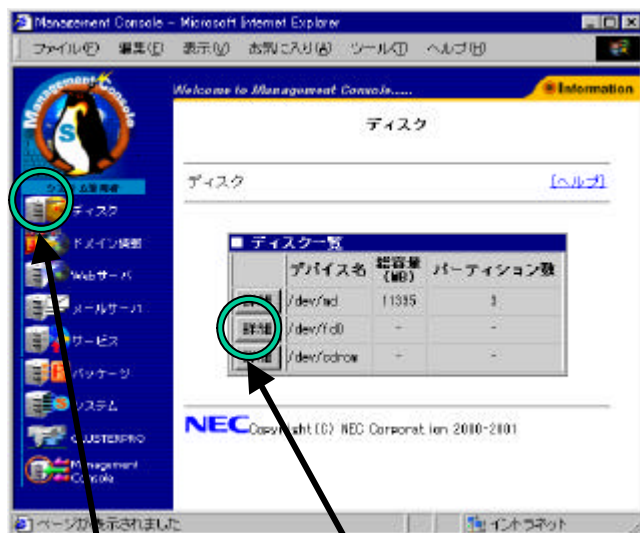 Management Console - Microsoft Internet Explorer
ファイル(F) 編集(E) 表示(V) お気に入り(A) ツール(T) ヘルプ(H)
Management Console
S
Welcome to Management Console.....
Information
ディスク
ディスク
[ヘルプ]
ディスク
ドメイン情報
Webサーバ
メールサーバ
サービス
パッケージ
システム
CLUSTERPRO
Management Console
■ ディスク一覧
デバイス名 総容量(MB) パーティション数
詳細 /dev/ 3
詳細 /dev/fd0 - -
詳細 /dev/cdrom - -
NEC Copyright (C) NEC Corporation 2000-2001
ページが表示されました
イントラネット